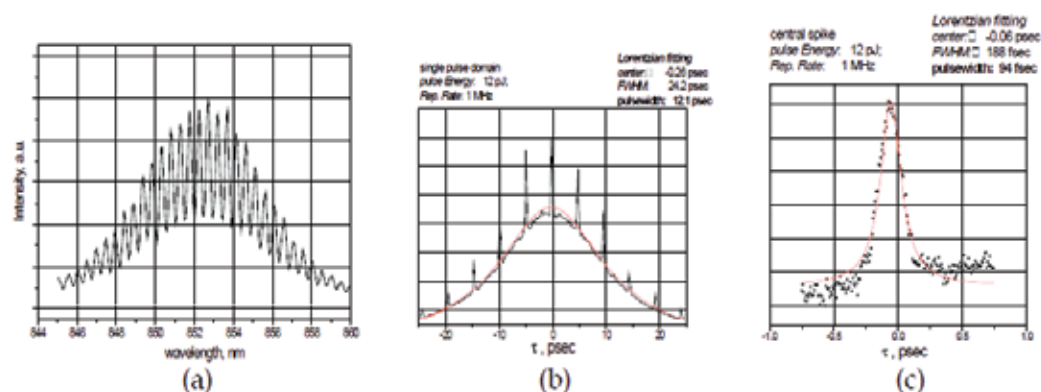 Intensity, a.u.
844 846 848 850 852 854 856 858 860
wavelength, nm
(a)
single pulse domain
pulse Energy: 12 pJ;
Rep. Rate: 1 MHz
Lorentzian fitting
center: -0.26 psec
FWHM: 24.2 psec
pulsewidth: 12.1 psec
-20 -10 0 10 20
τ , psec
(b)
central spike
pulse Energy: 12 pJ;
Rep. Rate: 1 MHz
Lorentzian fitting
center: -0.06 psec
FWHM 188 fsec
pulsewidth: 94 fsec
-1.0 -0.5 0.0 0.5 1.0
τ , psec
(c)